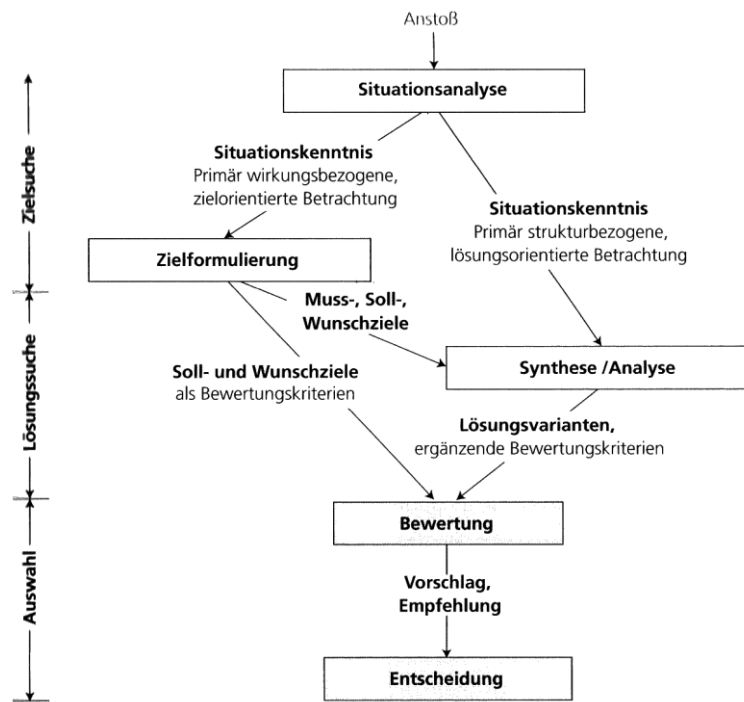 Anstoß
Situationsanalyse
Situationskenntnis
Primär wirkungsbezogene,
zielorientierte Betrachtung
Situationskenntnis
Primär strukturbezogene,
lösungsorientierte Betrachtung
Zielsuche
Zielformulierung
Muss-, Soll-,
Wunschziele
Synthese /Analyse
Soll- und Wunschziele
als Bewertungskriterien
Lösungssuche
Lösungsvarianten,
ergänzende Bewertungskriterien
Bewertung
Vorschlag,
Empfehlung
Auswahl
Entscheidung